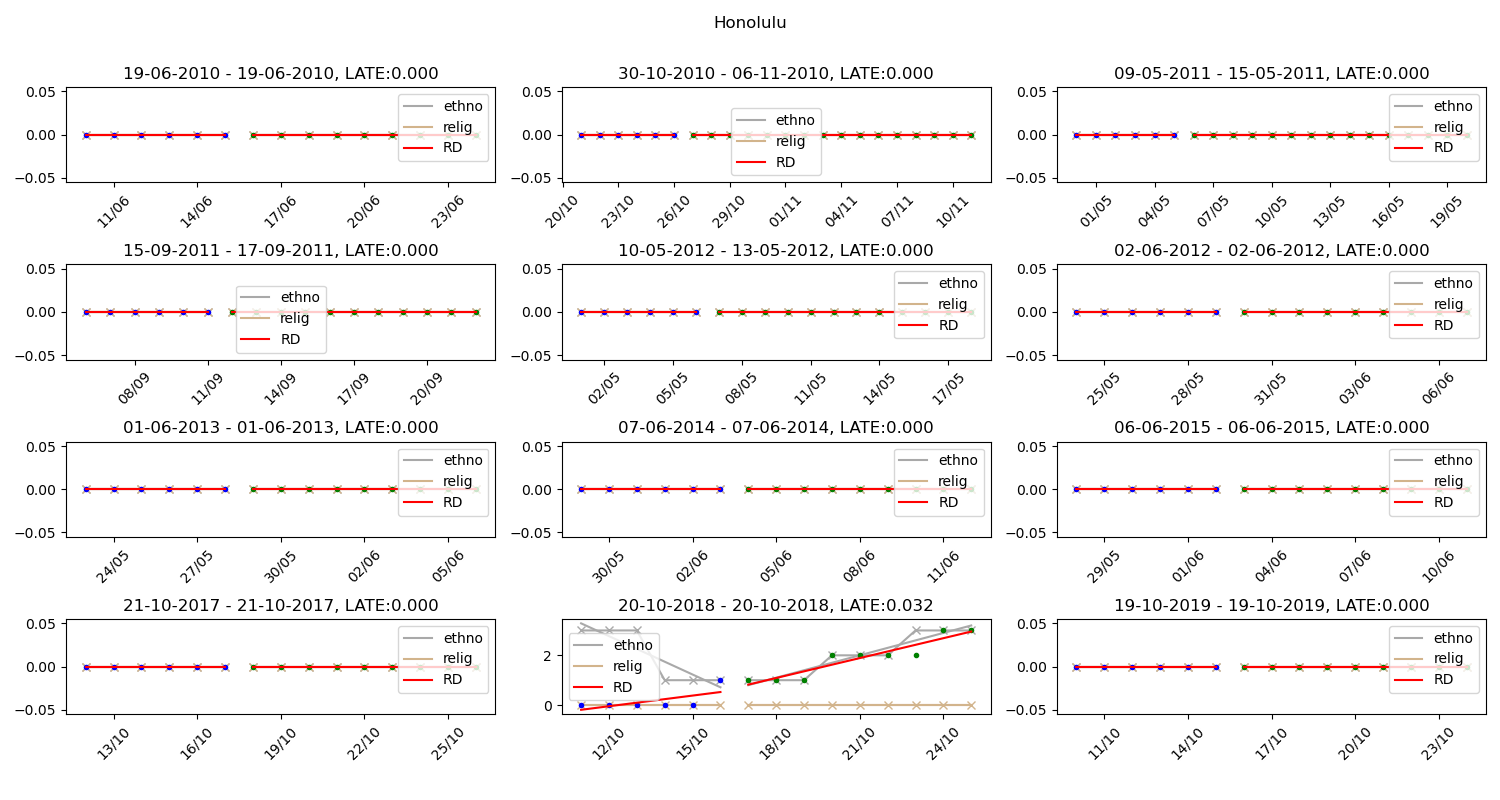 Honolulu
19-06-2010 - 19-06-2010, LATE:0.000
0.05
0.00
−0.05
ethno
relig
RD
11/06 14/06 17/06 20/06 23/06
30-10-2010 - 06-11-2010, LATE:0.000
0.05
0.00
−0.05
ethno
relig
RD
20/10 23/10 26/10 29/10 01/11 04/11 07/11 10/11
09-05-2011 - 15-05-2011, LATE:0.000
0.05
0.00
−0.05
ethno
relig
RD
01/05 04/05 07/05 10/05 13/05 16/05 19/05
15-09-2011 - 17-09-2011, LATE:0.000
0.05
0.00
−0.05
ethno
relig
RD
08/09 11/09 14/09 17/09 20/09
10-05-2012 - 13-05-2012, LATE:0.000
0.05
0.00
−0.05
ethno
relig
RD
02/05 05/05 08/05 11/05 14/05 17/05
02-06-2012 - 02-06-2012, LATE:0.000
0.05
0.00
−0.05
ethno
relig
RD
25/05 28/05 31/05 03/06 06/06
01-06-2013 - 01-06-2013, LATE:0.000
0.05
0.00
−0.05
ethno
relig
RD
24/05 27/05 30/05 02/06 05/06
07-06-2014 - 07-06-2014, LATE:0.000
0.05
0.00
−0.05
ethno
relig
RD
30/05 02/06 05/06 08/06 11/06
06-06-2015 - 06-06-2015, LATE:0.000
0.05
0.00
−0.05
ethno
relig
RD
29/05 01/06 04/06 07/06 10/06
21-10-2017 - 21-10-2017, LATE:0.000
0.05
0.00
−0.05
ethno
relig
RD
13/10 16/10 19/10 22/10 25/10
20-10-2018 - 20-10-2018, LATE:0.032
2
0
ethno
relig
RD
12/10 15/10 18/10 21/10 24/10
19-10-2019 - 19-10-2019, LATE:0.000
0.05
0.00
−0.05
ethno
relig
RD
11/10 14/10 17/10 20/10 23/10